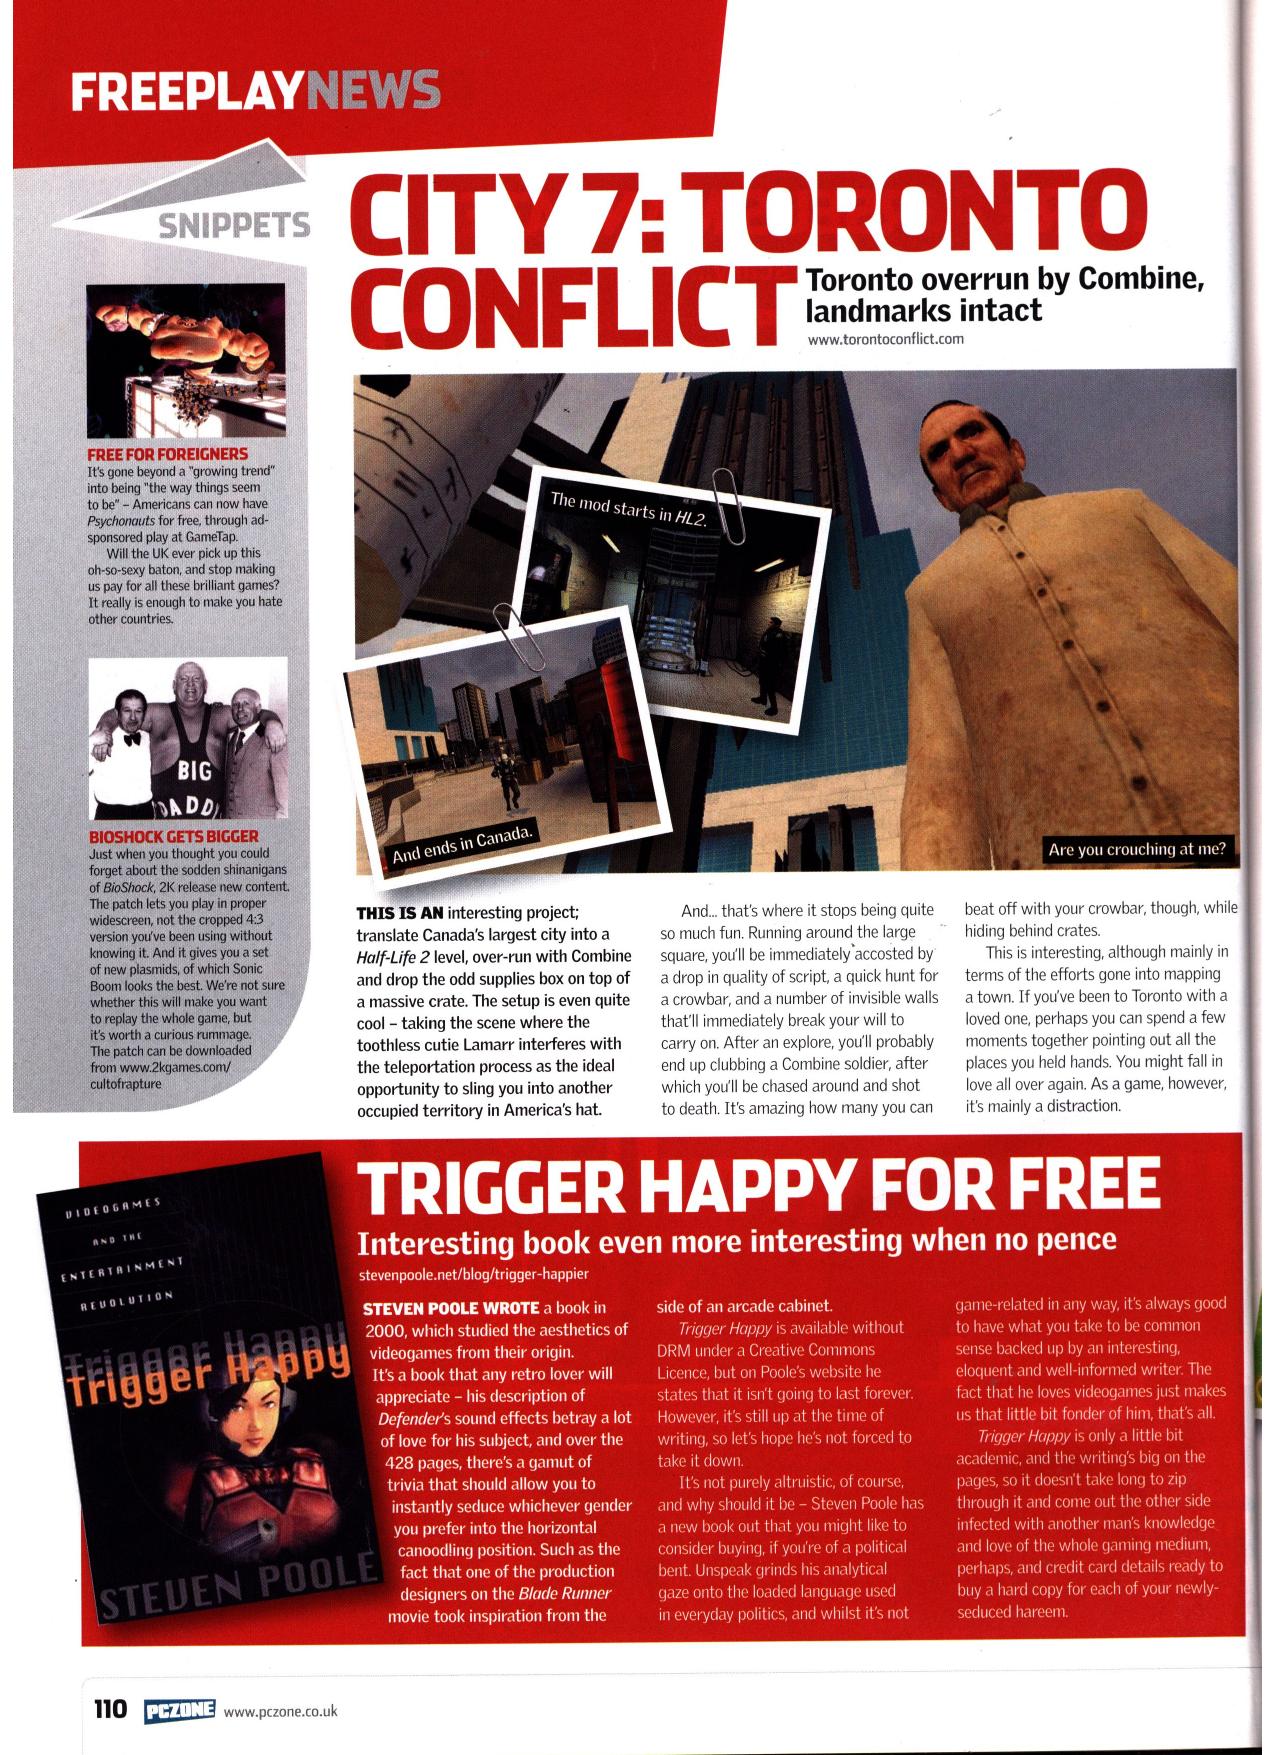 FREEPLAYNEWS
SNIPPETS
FREE FOR FOREIGNERS
It's gone beyond a "growing trend"
into being "the way things seem
to be" – Americans can now have
Psychonauts for free, through ad-
sponsored play at GameTap.
Will the UK ever pick up this
oh-so-sexy baton, and stop making
us pay for all these brilliant games?
It really is enough to make you hate
other countries.
BIG
DADD
BIOSHOCK GETS BIGGER
Just when you thought you could
forget about the sodden shinanigans
of BioShock, 2K release new content.
The patch lets you play in proper
widescreen, not the cropped 4:3
version you've been using without
knowing it. And it gives you a set
of new plasmids, of which Sonic
Boom looks the best. We're not sure
whether this will make you want
to replay the whole game, but
it's worth a curious rummage.
The patch can be downloaded
from www.2kgames.com/
cultofrapture
CITY 7: TORONTO
CONFLICT
Toronto overrun by Combine,
landmarks intact
www.torontoconflict.com
The mod starts in HL2.
And ends in Canada.
Are you crouching at me?
THIS IS AN interesting project;
translate Canada's largest city into a
Half-Life 2 level, over-run with Combine
and drop the odd supplies box on top of
a massive crate. The setup is even quite
cool – taking the scene where the
toothless cutie Lamarr interferes with
the teleportation process as the ideal
opportunity to sling you into another
occupied territory in America's hat.
And... that's where it stops being quite
so much fun. Running around the large
square, you'll be immediately accosted by
a drop in quality of script, a quick hunt for
a crowbar, and a number of invisible walls
that'll immediately break your will to
carry on. After an explore, you'll probably
end up clubbing a Combine soldier, after
which you'll be chased around and shot
to death. It's amazing how many you can
beat off with your crowbar, though, while
hiding behind crates.
This is interesting, although mainly in
terms of the efforts gone into mapping
a town. If you've been to Toronto with a
loved one, perhaps you can spend a few
moments together pointing out all the
places you held hands. You might fall in
love all over again. As a game, however,
it's mainly a distraction.
VIDEOGAMES
AND THE
ENTERTAINMENT
REVOLUTION
Trigger Happy
Trigger Happy
STEVEN POOLE
TRIGGER HAPPY FOR FREE
Interesting book even more interesting when no pence
stevenpoole.net/blog/trigger-happier
STEVEN POOLE WROTE a book in
2000, which studied the aesthetics of
videogames from their origin.
It's a book that any retro lover will
appreciate – his description of
Defender's sound effects betray a lot
of love for his subject, and over the
428 pages, there's a gamut of
trivia that should allow you to
instantly seduce whichever gender
you prefer into the horizontal
canoodling position. Such as the
fact that one of the production
designers on the Blade Runner
movie took inspiration from the
side of an arcade cabinet.
Trigger Happy is available without
DRM under a Creative Commons
Licence, but on Poole's website he
states that it isn't going to last forever.
However, it's still up at the time of
writing, so let's hope he's not forced to
take it down.
It's not purely altruistic, of course,
and why should it be – Steven Poole has
a new book out that you might like to
consider buying, if you're of a political
bent. Unspeak grinds his analytical
gaze onto the loaded language used
in everyday politics, and whilst it's not
game-related in any way, it's always good
to have what you take to be common
sense backed up by an interesting,
eloquent and well-informed writer. The
fact that he loves videogames just makes
us that little bit fonder of him, that's all.
Trigger Happy is only a little bit
academic, and the writing's big on the
pages, so it doesn't take long to zip
through it and come out the other side
infected with another man's knowledge
and love of the whole gaming medium,
perhaps, and credit card details ready to
buy a hard copy for each of your newly-
seduced hareem.
110 PCZONE www.pczone.co.uk